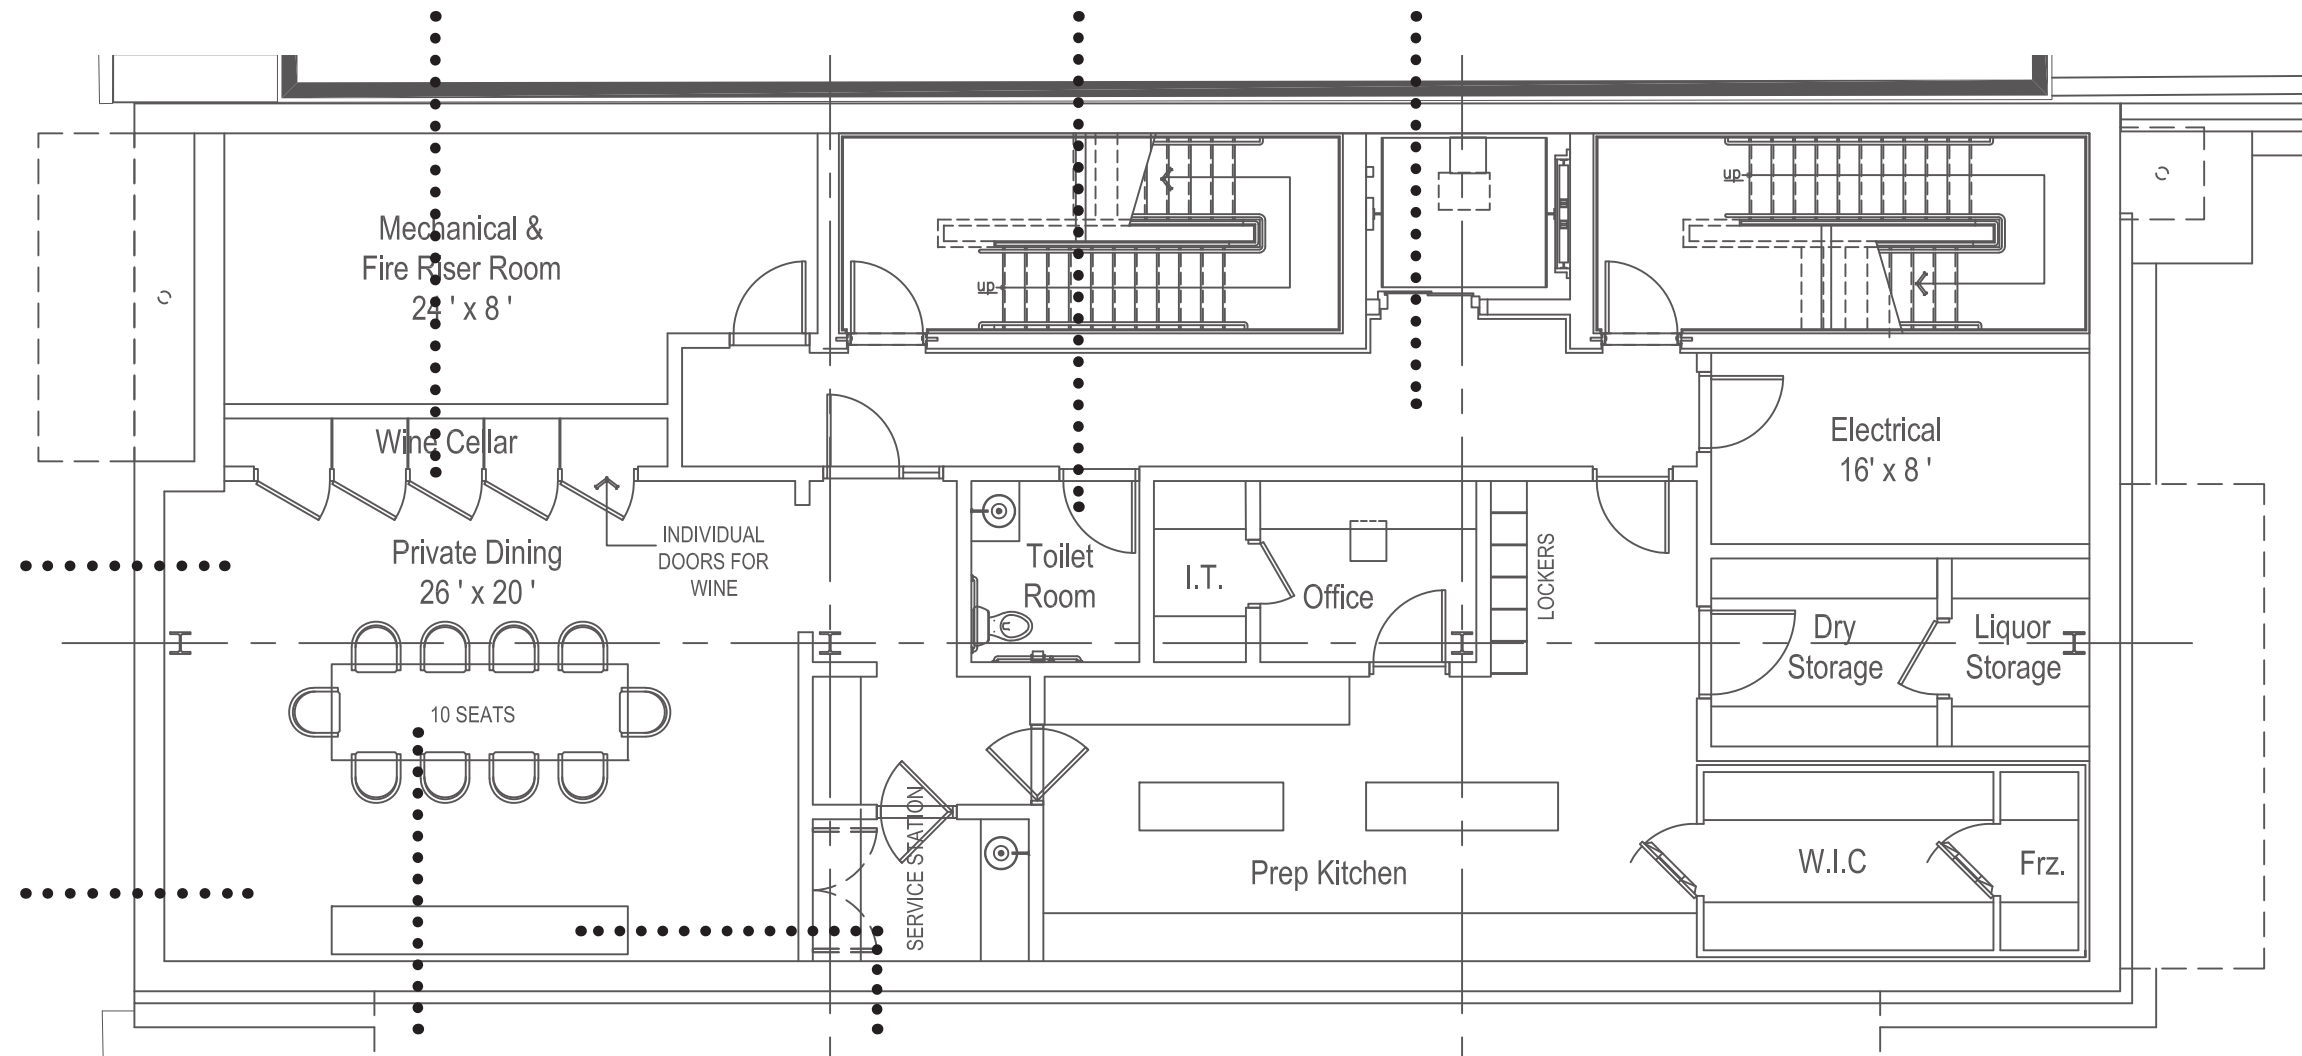 up
Mechanical &
Fire Riser Room
24 ' x 8 '
up
Wine Cellar
Electrical
16' x 8 '
INDIVIDUAL
DOORS FOR
WINE
Private Dining
26 ' x 20 '
Toilet
Room
I.T.
Office
LOCKERS
Dry
Storage
Liquor
Storage
10 SEATS
SERVICE STATION
Prep Kitchen
W.I.C
Frz.